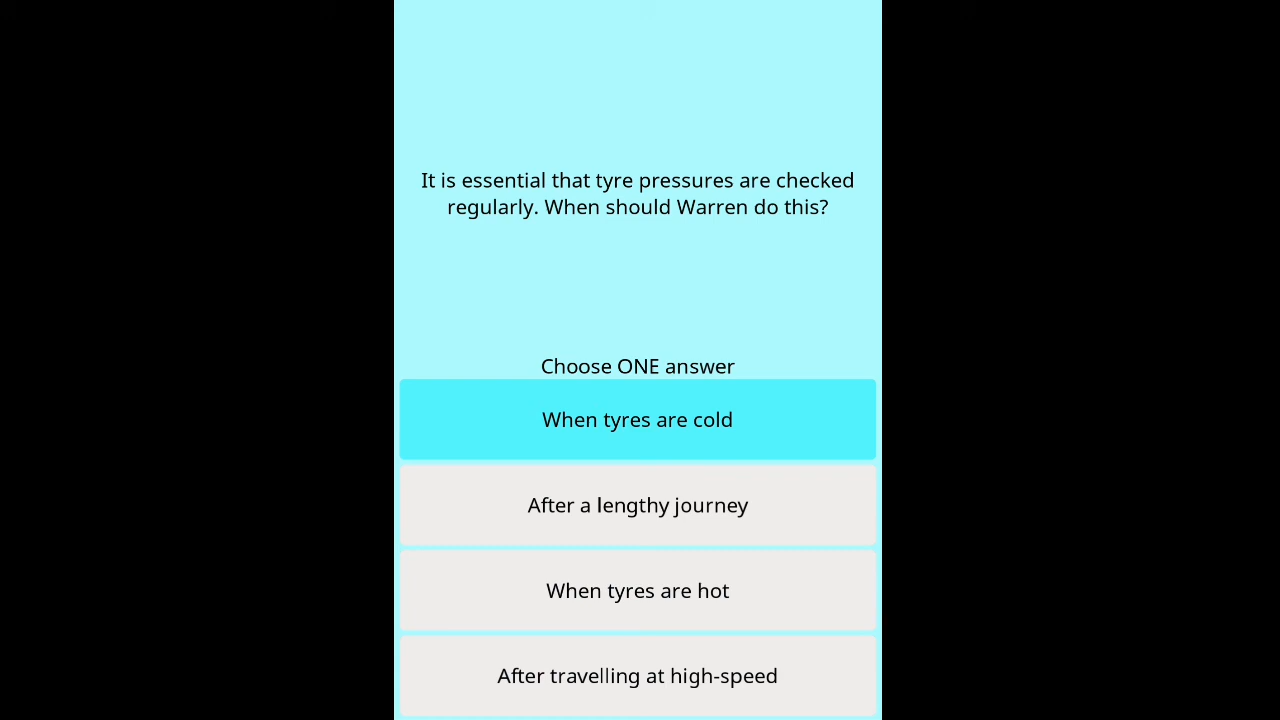 It is essential that tyre pressures are checked
regularly. When should Warren do this?
Choose ONE answer
When tyres are cold
After a lengthy journey
When tyres are hot
After travelling at high-speed